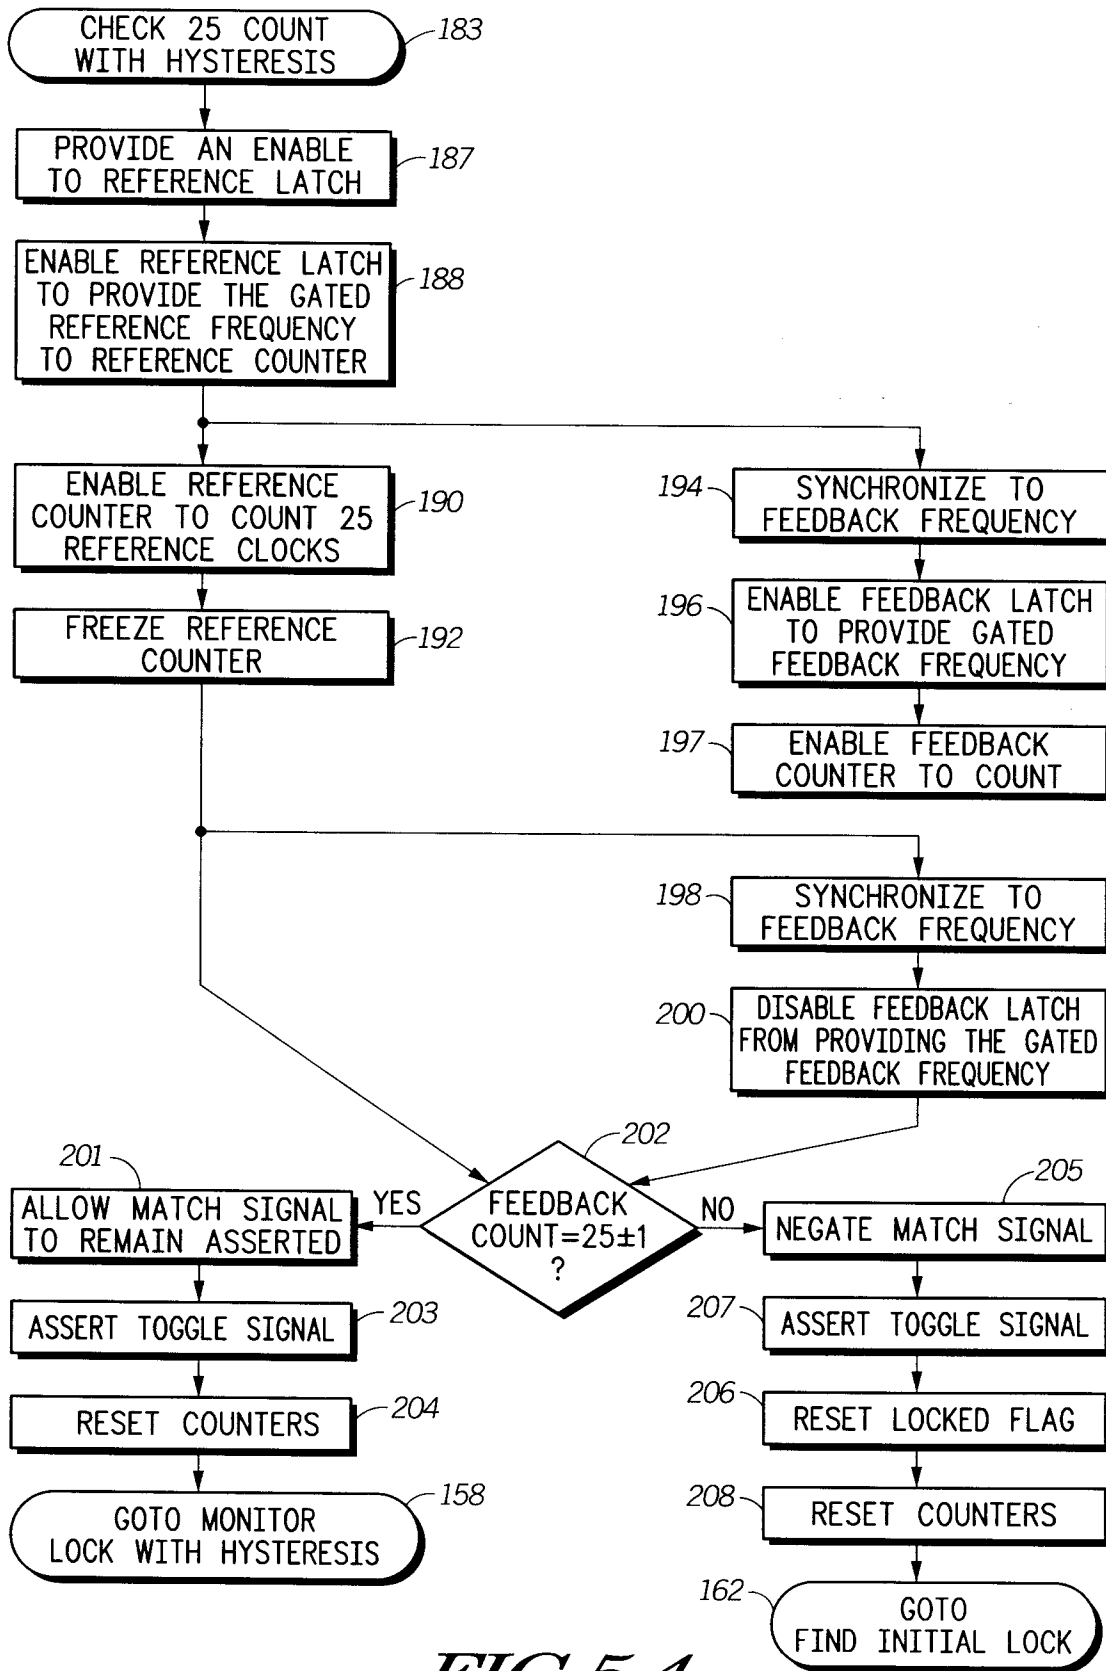 CHECK 25 COUNT
WITH HYSTERESIS
183
PROVIDE AN ENABLE
TO REFERENCE LATCH
187
ENABLE REFERENCE LATCH
TO PROVIDE THE GATED
REFERENCE FREQUENCY
TO REFERENCE COUNTER
188
ENABLE REFERENCE
COUNTER TO COUNT 25
REFERENCE CLOCKS
190
FREEZE REFERENCE
COUNTER
192
194
SYNCHRONIZE TO
FEEDBACK FREQUENCY
196
ENABLE FEEDBACK LATCH
TO PROVIDE GATED
FEEDBACK FREQUENCY
197
ENABLE FEEDBACK
COUNTER TO COUNT
198
SYNCHRONIZE TO
FEEDBACK FREQUENCY
200
DISABLE FEEDBACK LATCH
FROM PROVIDING THE GATED
FEEDBACK FREQUENCY
202
FEEDBACK
COUNT=25±1
?
YES
NO
201
ALLOW MATCH SIGNAL
TO REMAIN ASSERTED
ASSERT TOGGLE SIGNAL
203
RESET COUNTERS
204
158
GOTO MONITOR
LOCK WITH HYSTERESIS
205
NEGATE MATCH SIGNAL
207
ASSERT TOGGLE SIGNAL
206
RESET LOCKED FLAG
208
RESET COUNTERS
162
GOTO
FIND INITIAL LOCK
FIG.5.4